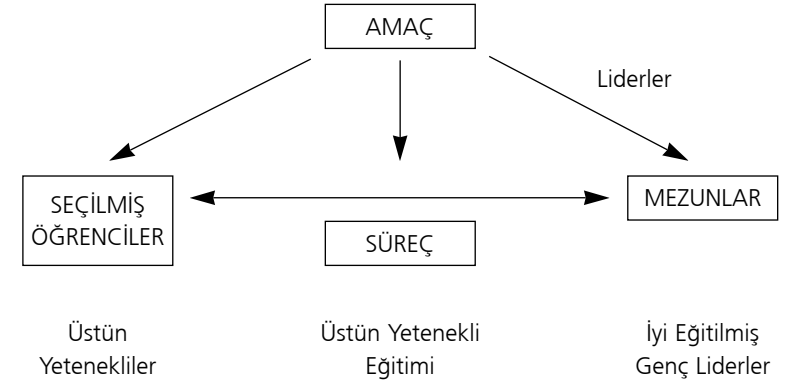 AMAÇ
Liderler
SEÇİLMİŞ
ÖĞRENCİLER
SÜREÇ
MEZUNLAR
Üstün
Yetenekliler
Üstün Yetenekli
Eğitimi
İyi Eğitilmiş
Genç Liderler